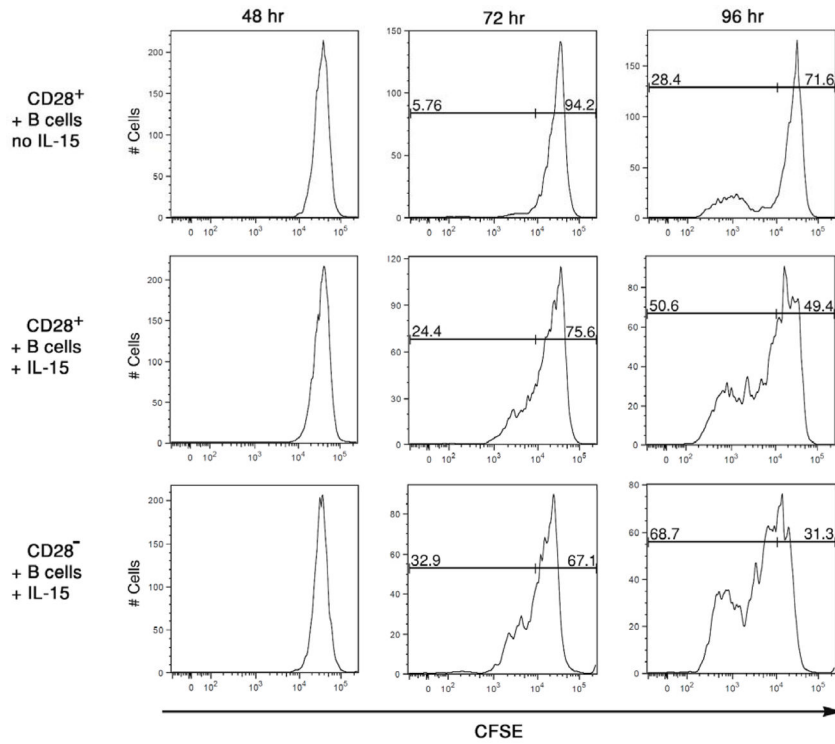 48 hr 72 hr 96 hr
CD28+
+ B cells
no IL-15
# Cells
200
150
100
50
0
0 10² 10³ 10⁴ 10⁵
150
100
50
0
5.76 94.2
0 10² 10³ 10⁴ 10⁵
150
100
50
0
28.4 71.6
0 10² 10³ 10⁴ 10⁵
CD28+
+ B cells
+ IL-15
# Cells
200
150
100
50
0
0 10² 10³ 10⁴ 10⁵
120
90
60
30
0
24.4 75.6
0 10² 10³ 10⁴ 10⁵
80
60
40
20
0
50.6 49.4
0 10² 10³ 10⁴ 10⁵
CD28-
+ B cells
+ IL-15
# Cells
200
150
100
50
0
0 10² 10³ 10⁴ 10⁵
80
60
40
20
0
32.9 67.1
0 10² 10³ 10⁴ 10⁵
80
60
40
20
0
68.7 31.3
0 10² 10³ 10⁴ 10⁵
CFSE